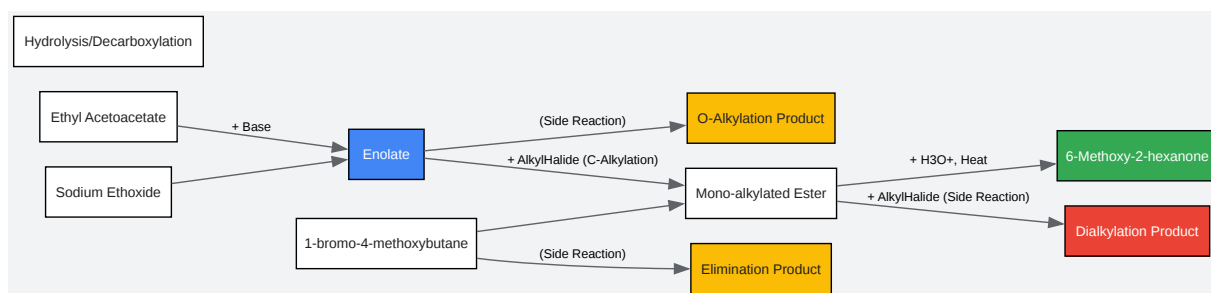 Hydrolysis/Decarboxylation
Ethyl Acetoacetate
+ Base
Sodium Ethoxide
Enolate
(Side Reaction)
O-Alkylation Product
+ AlkylHalide (C-Alkylation)
Mono-alkylated Ester
1-bromo-4-methoxybutane
(Side Reaction)
Elimination Product
+ H3O+, Heat
6-Methoxy-2-hexanone
+ AlkylHalide (Side Reaction)
Dialkylation Product